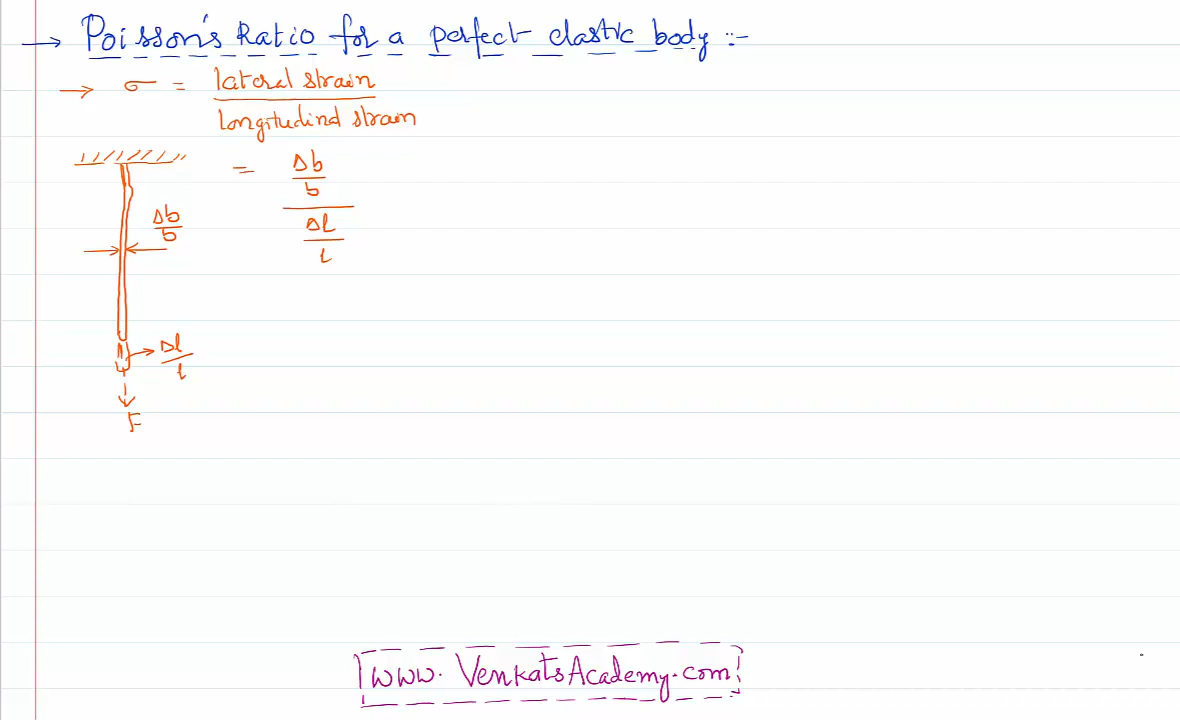 → Poisson's Ratio for a perfect elastic body :-
→ σ = lateral strain
longitudinal strain
= Δb
b
Δl
l
Δb
b
→ Δl
l
F
www.VenkatsAcademy.com